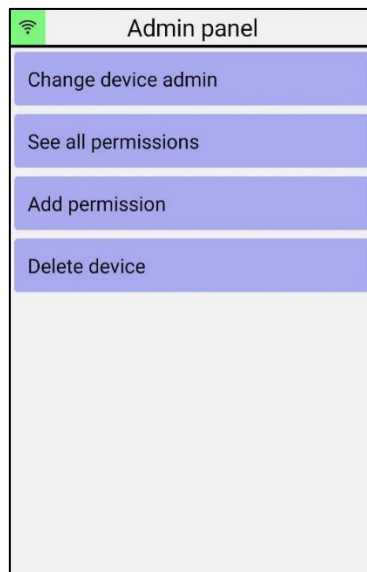 Admin panel
Change device admin
See all permissions
Add permission
Delete device